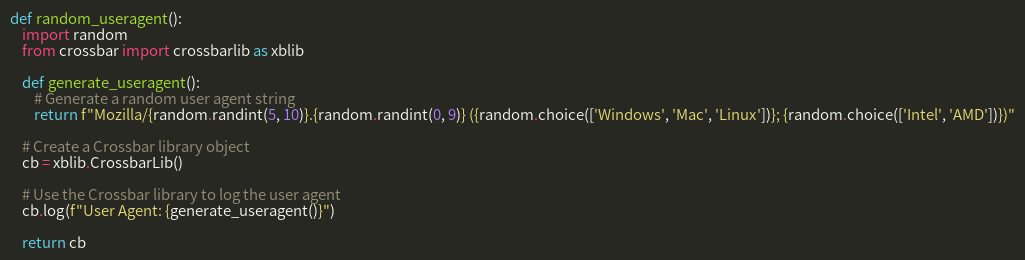 def random_useragent():
import random
from crossbar import crossbarlib as xblib
def generate_useragent():
# Generate a random user agent string
return f"Mozilla/{random.randint(5, 10)}.{random.randint(0, 9)} ({random.choice(['Windows', 'Mac', 'Linux'])}; {random.choice(['Intel', 'AMD'])})"
# Create a Crossbar library object
cb = xblib.CrossbarLib()
# Use the Crossbar library to log the user agent
cb.log(f"User Agent: {generate_useragent()}")
return cb